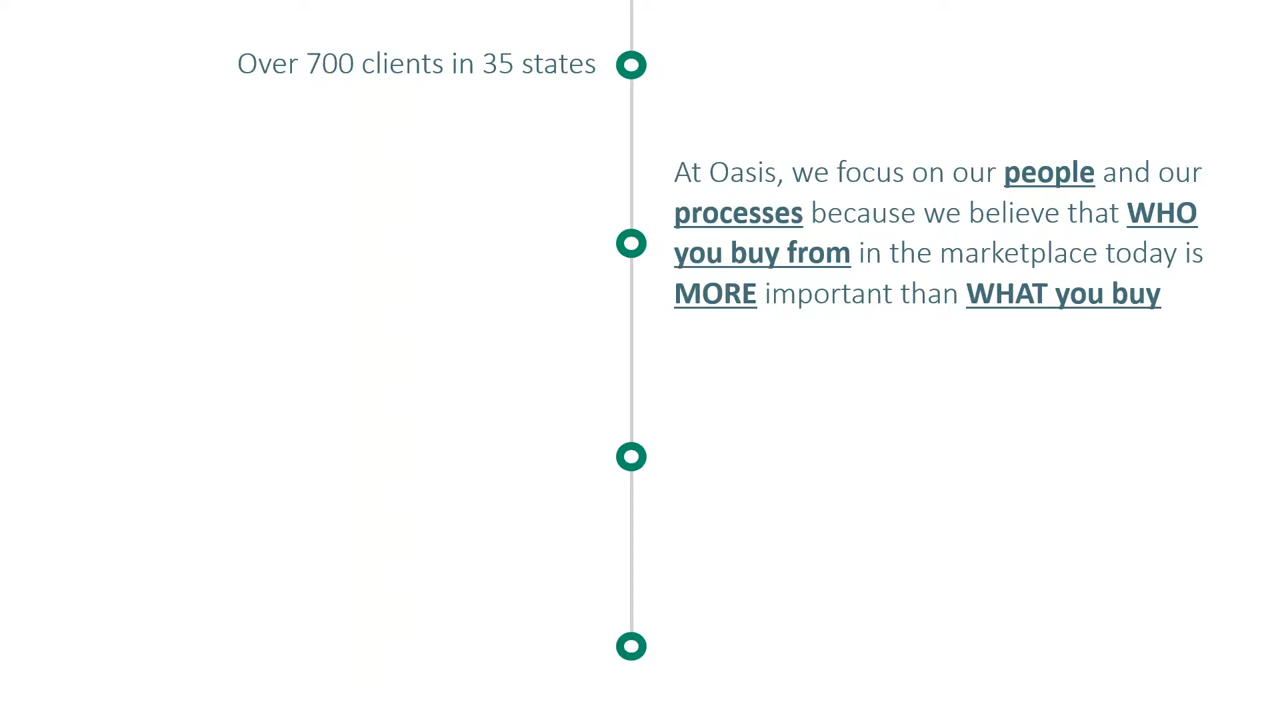 Over 700 clients in 35 states
At Oasis, we focus on our people and our
processes because we believe that WHO
you buy from in the marketplace today is
MORE important than WHAT you buy